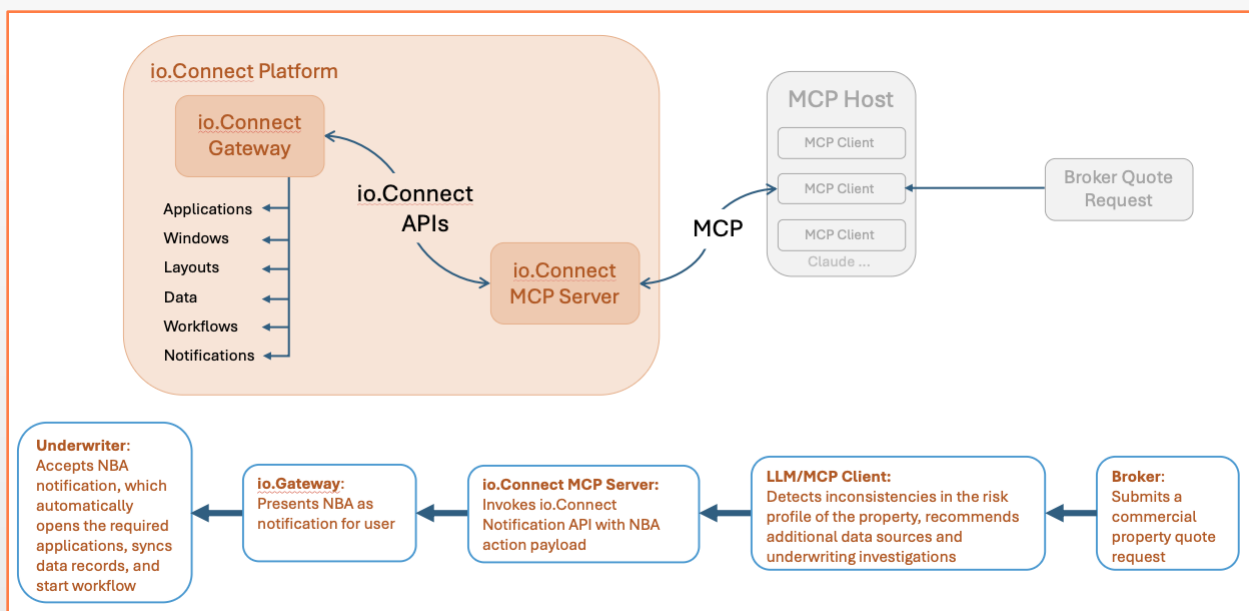 io.Connect Platform
io.Connect
Gateway
Applications
Windows
Layouts
Data
Workflows
Notifications
io.Connect
APIs
io.Connect
MCP Server
MCP
MCP Host
MCP Client
MCP Client
MCP Client
Claude ...
Broker Quote
Request
Underwriter:
Accepts NBA
notification, which
automatically
opens the required
applications, syncs
data records, and
start workflow
io.Gateway:
Presents NBA as
notification for user
io.Connect MCP Server:
Invokes io.Connect
Notification API with NBA
action payload
LLM/MCP Client:
Detects inconsistencies in the risk
profile of the property, recommends
additional data sources and
underwriting investigations
Broker:
Submits a
commercial
property quote
request